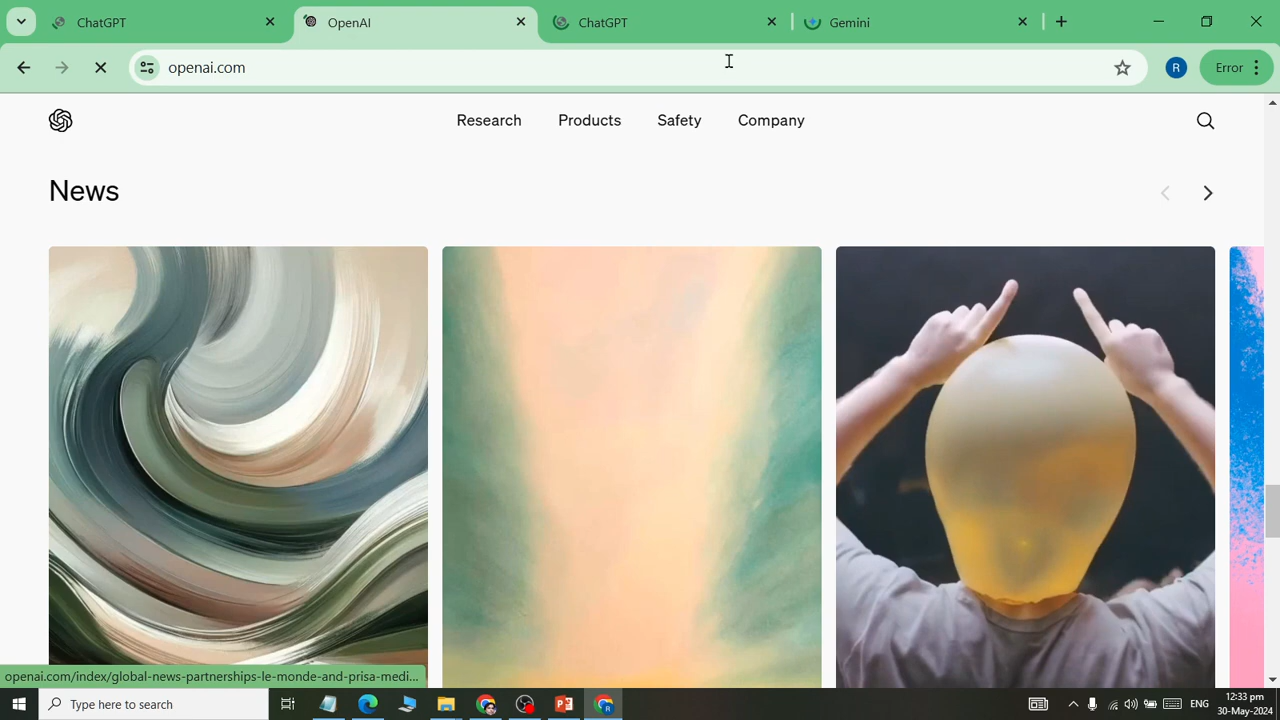 ChatGPT
OpenAI
ChatGPT
Gemini
openai.com
R
Error
Research
Products
Safety
Company
News
openai.com/index/global-news-partnerships-le-monde-and-prisa-medi...
Type here to search
ENG
12:33 pm
30-May-2024